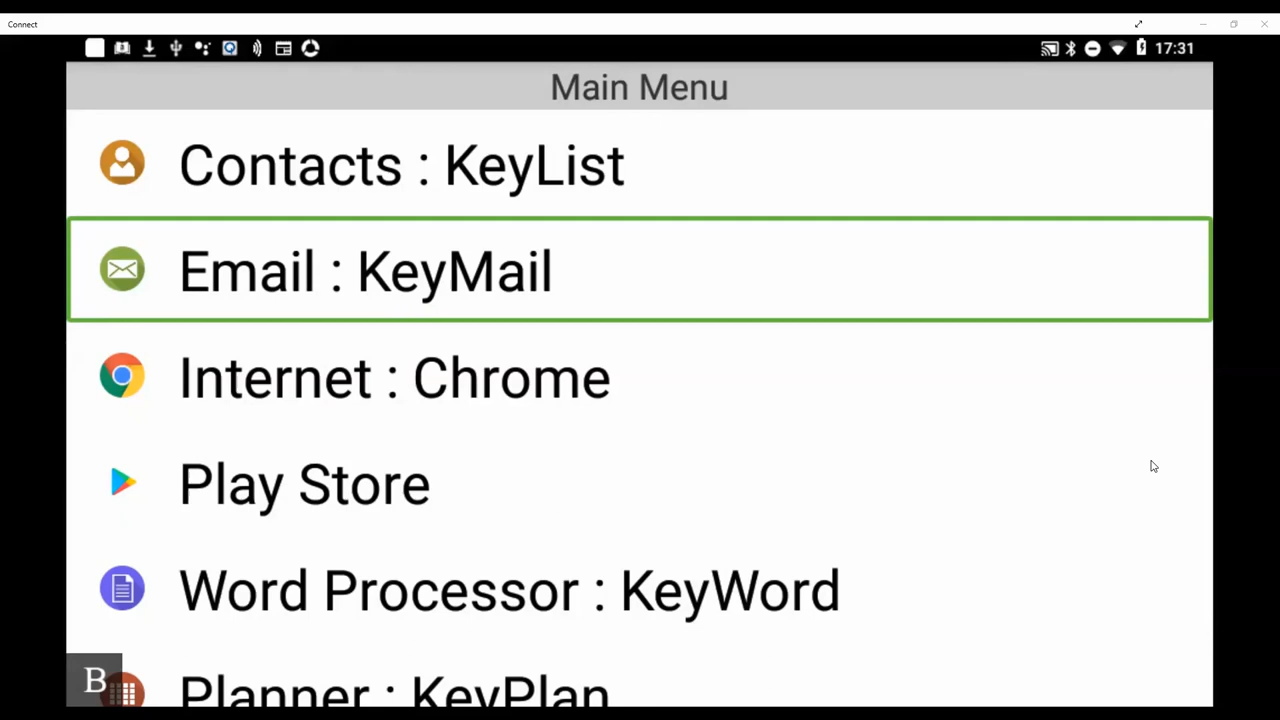 Connect
17:31
Main Menu
Contacts : KeyList
Email : KeyMail
Internet : Chrome
Play Store
Word Processor : KeyWord
B
Planner : KeyPlan